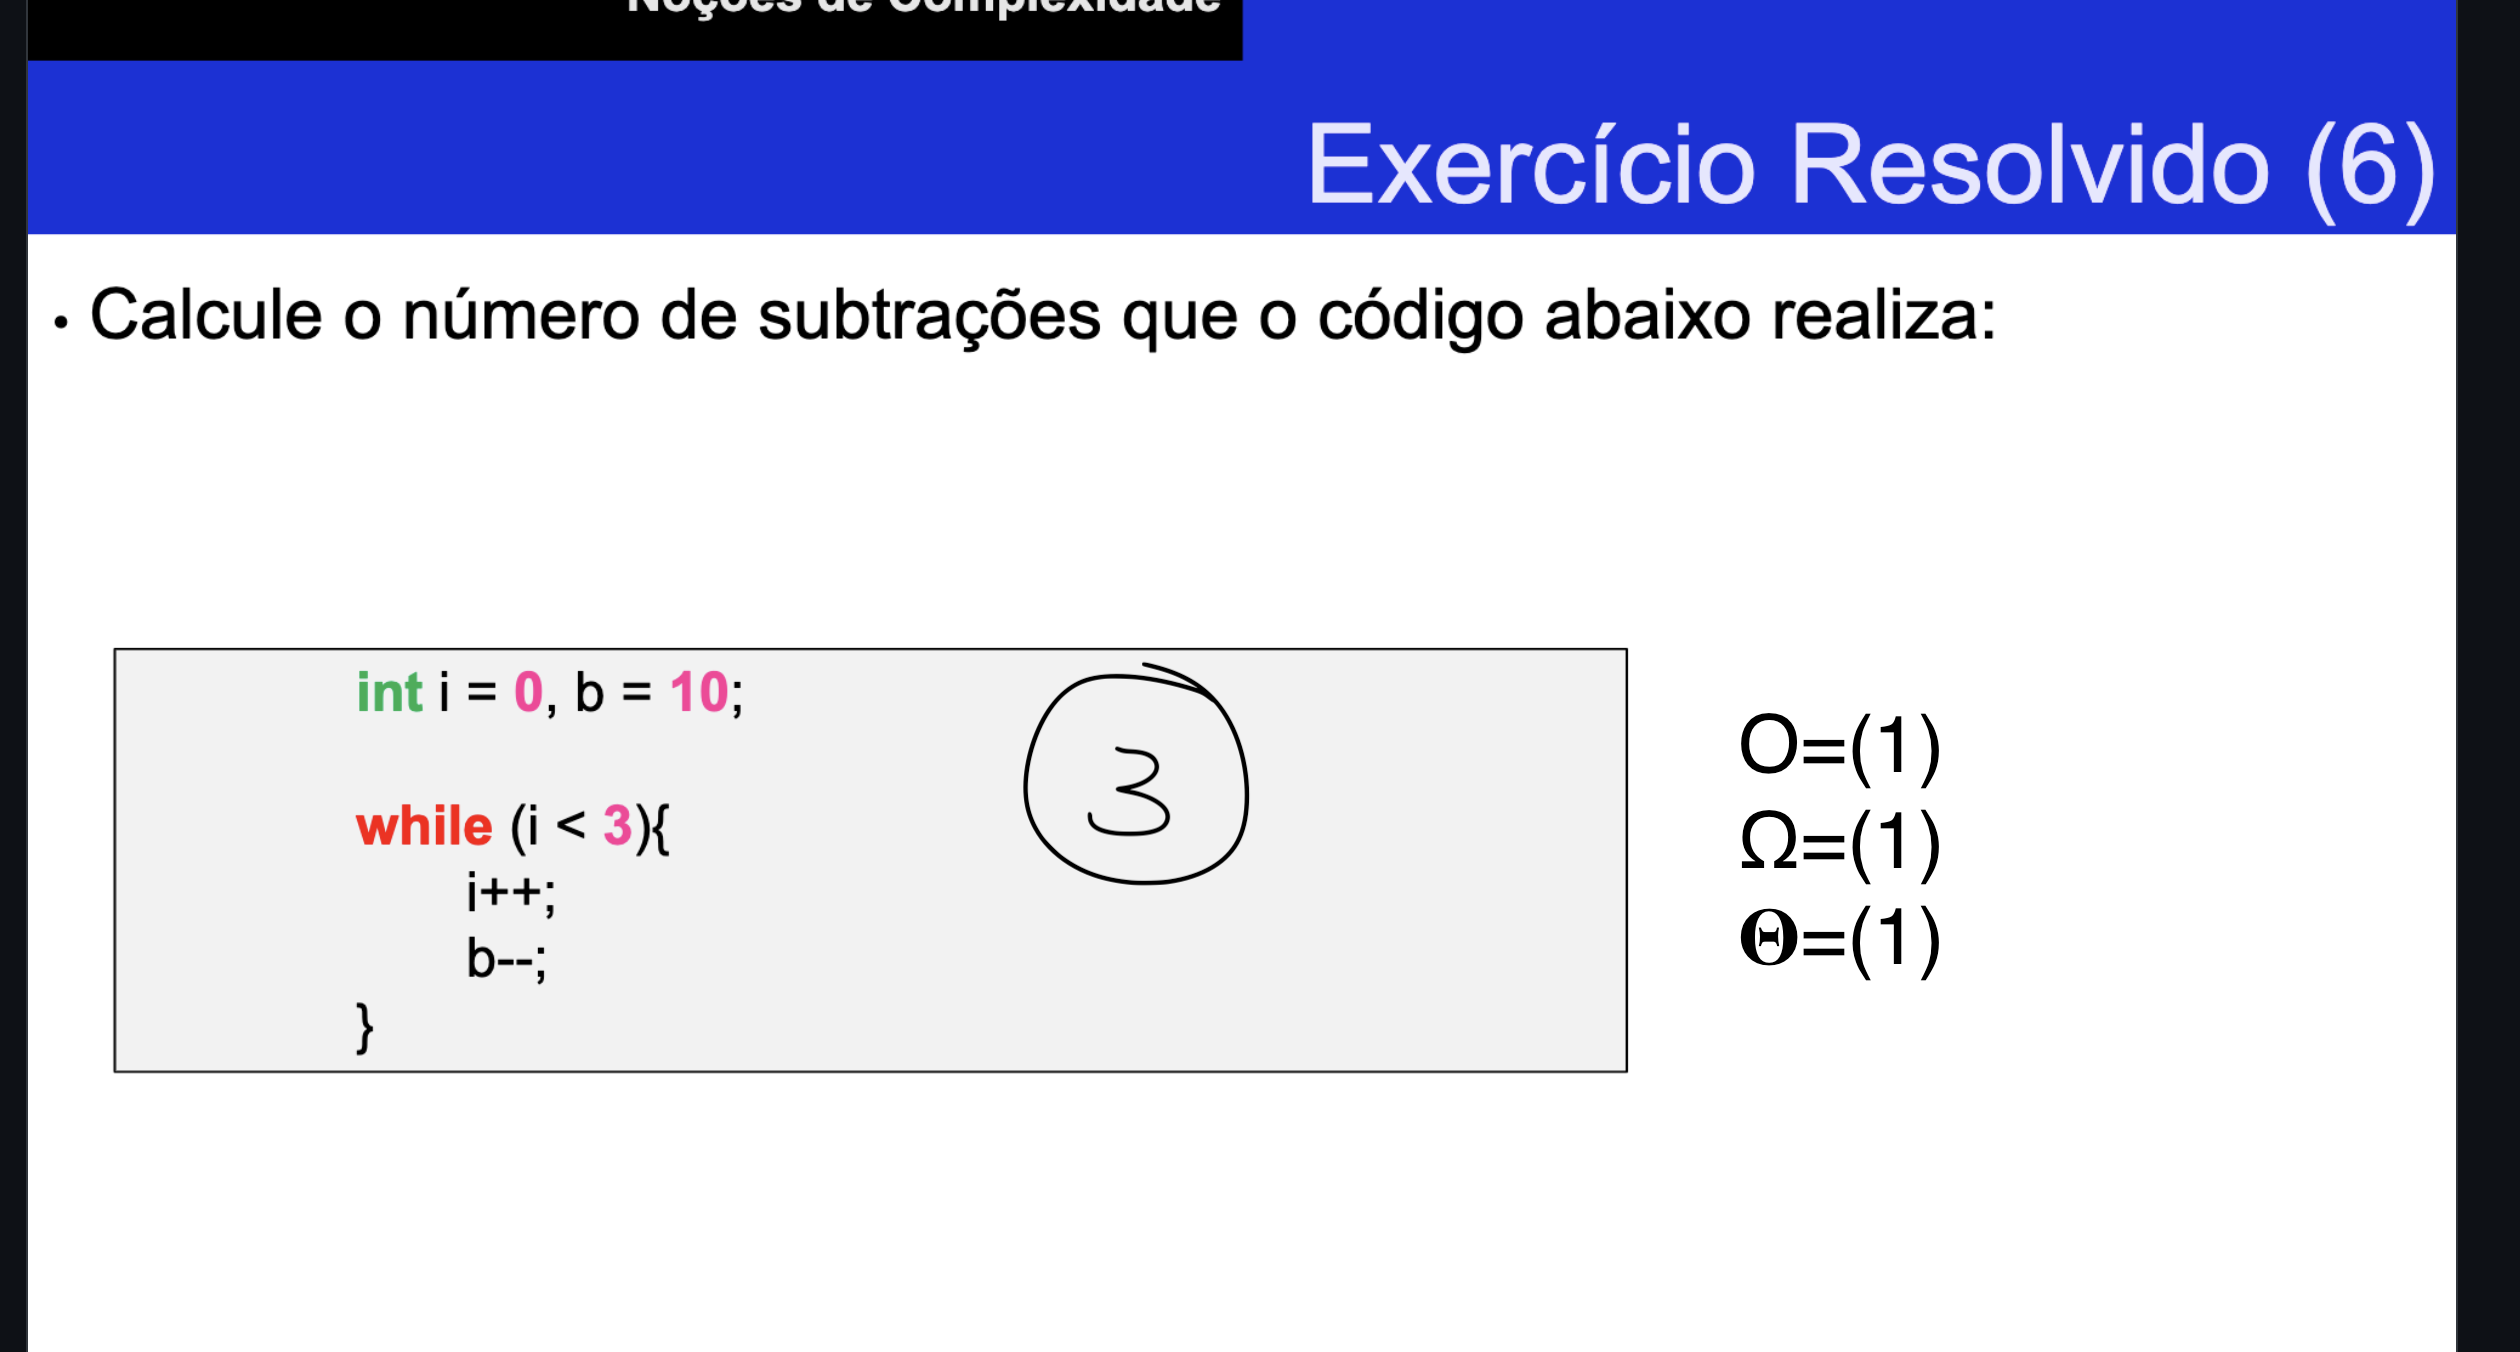 Noções de Complexidade
Exercício Resolvido (6)
• Calcule o número de subtrações que o código abaixo realiza:
int i = 0, b = 10;
while (i < 3){
i++;
b--;
}
3
O=(1)
Ω=(1)
Θ=(1)